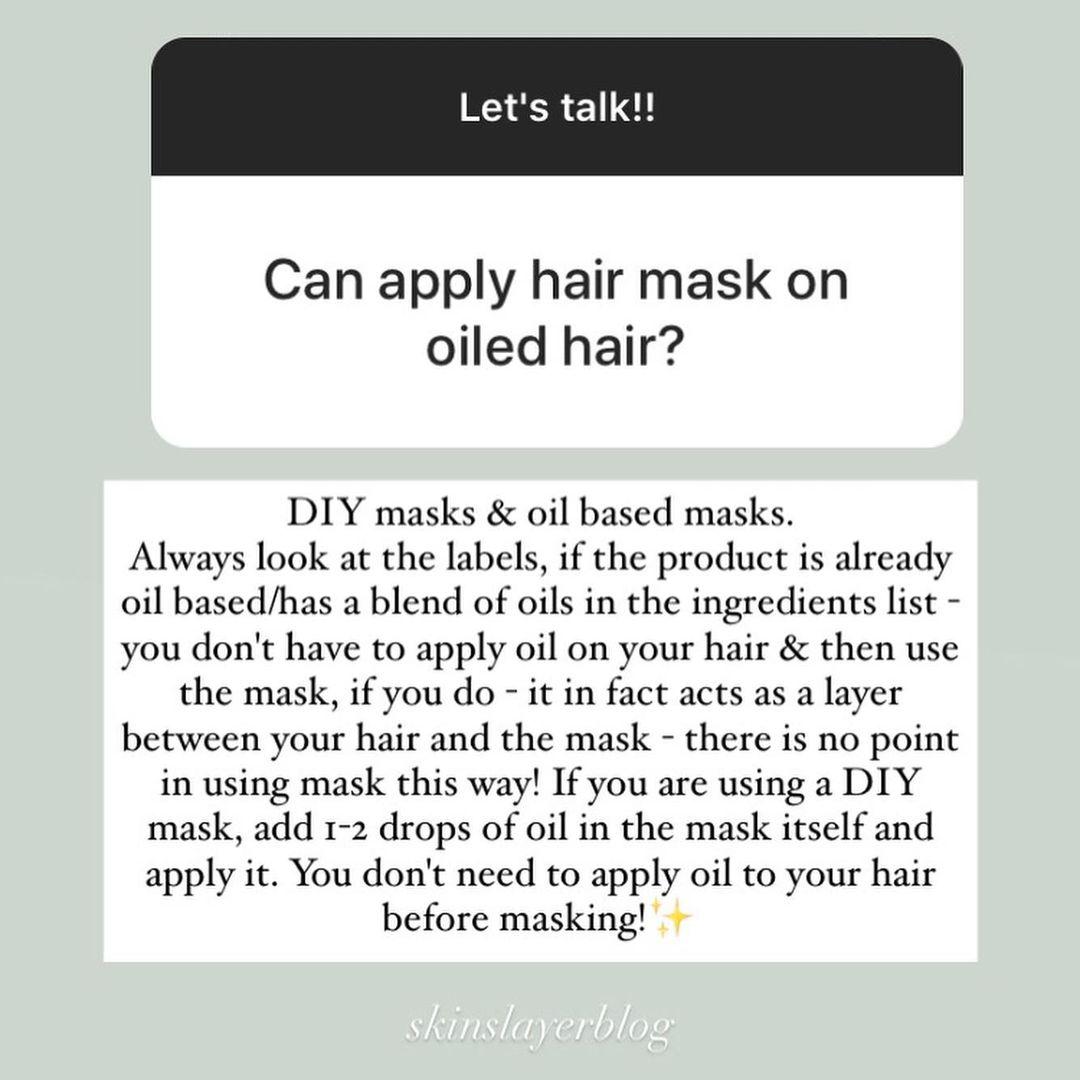 Let's talk!!
Can apply hair mask on
oiled hair?
DIY masks & oil based masks.
Always look at the labels, if the product is already
oil based/has a blend of oils in the ingredients list -
you don't have to apply oil on your hair & then use
the mask, if you do - it in fact acts as a layer
between your hair and the mask - there is no point
in using mask this way! If you are using a DIY
mask, add 1-2 drops of oil in the mask itself and
apply it. You don't need to apply oil to your hair
before masking!✨
skinslayerblog